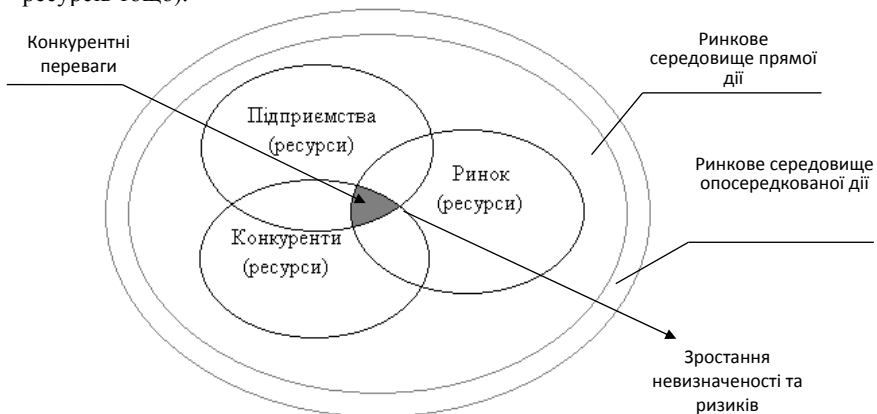 ресурсів тощо).
Конкурентні
переваги
Ринкове
середовище прямої
дії
Підприємства
(ресурси)
Ринок
(ресурси)
Ринкове середовище
опосередкованої дії
Конкуренти
(ресурси)
Зростання
невизначеності та
ризиків